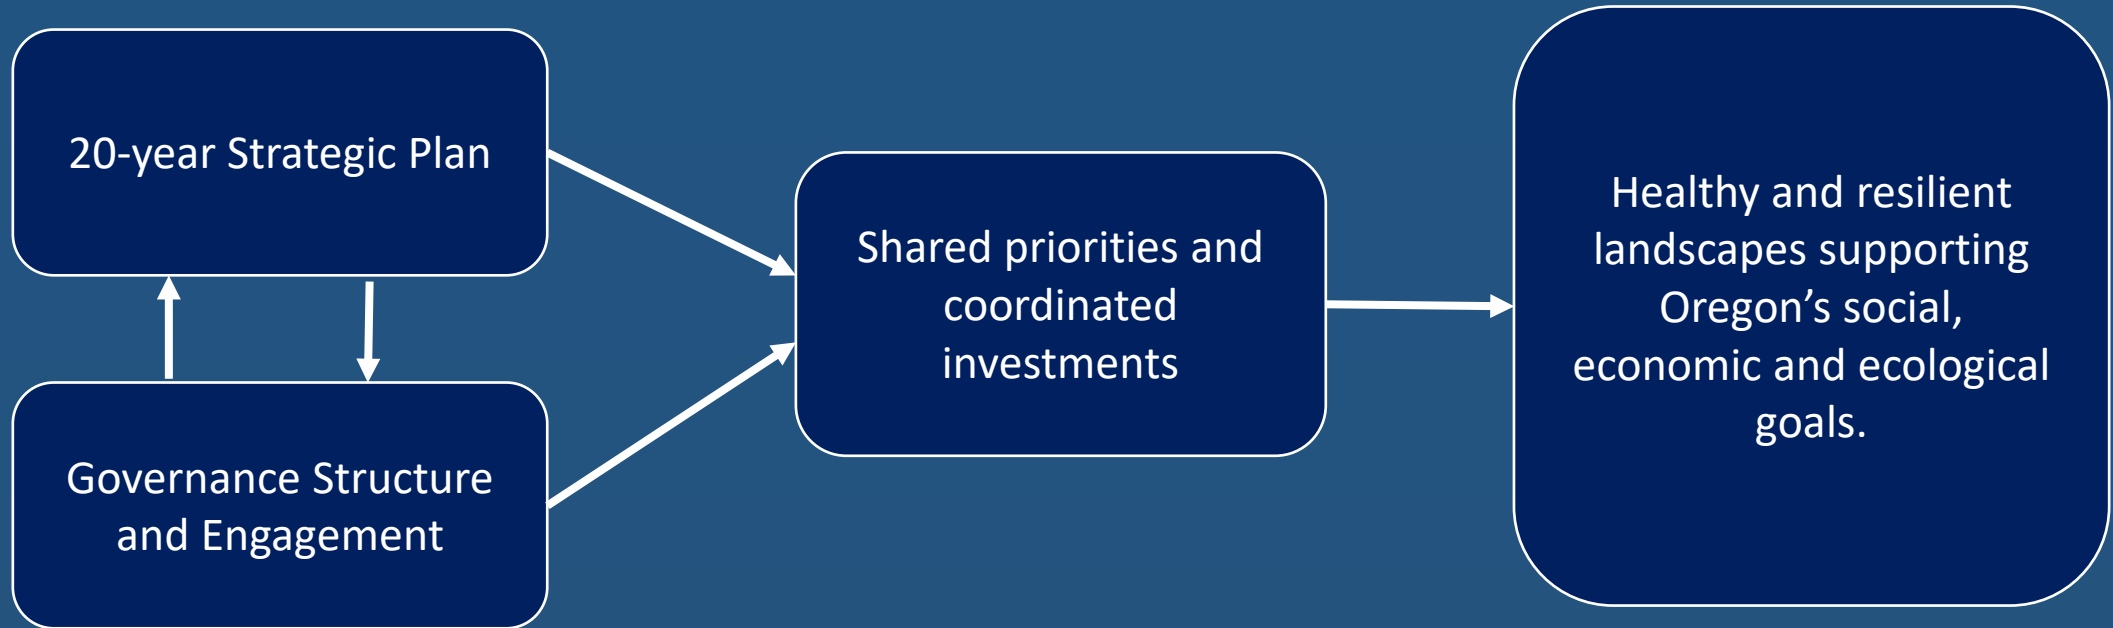 20-year Strategic Plan
Governance Structure
and Engagement
Shared priorities and
coordinated
investments
Healthy and resilient
landscapes supporting
Oregon’s social,
economic and ecological
goals.